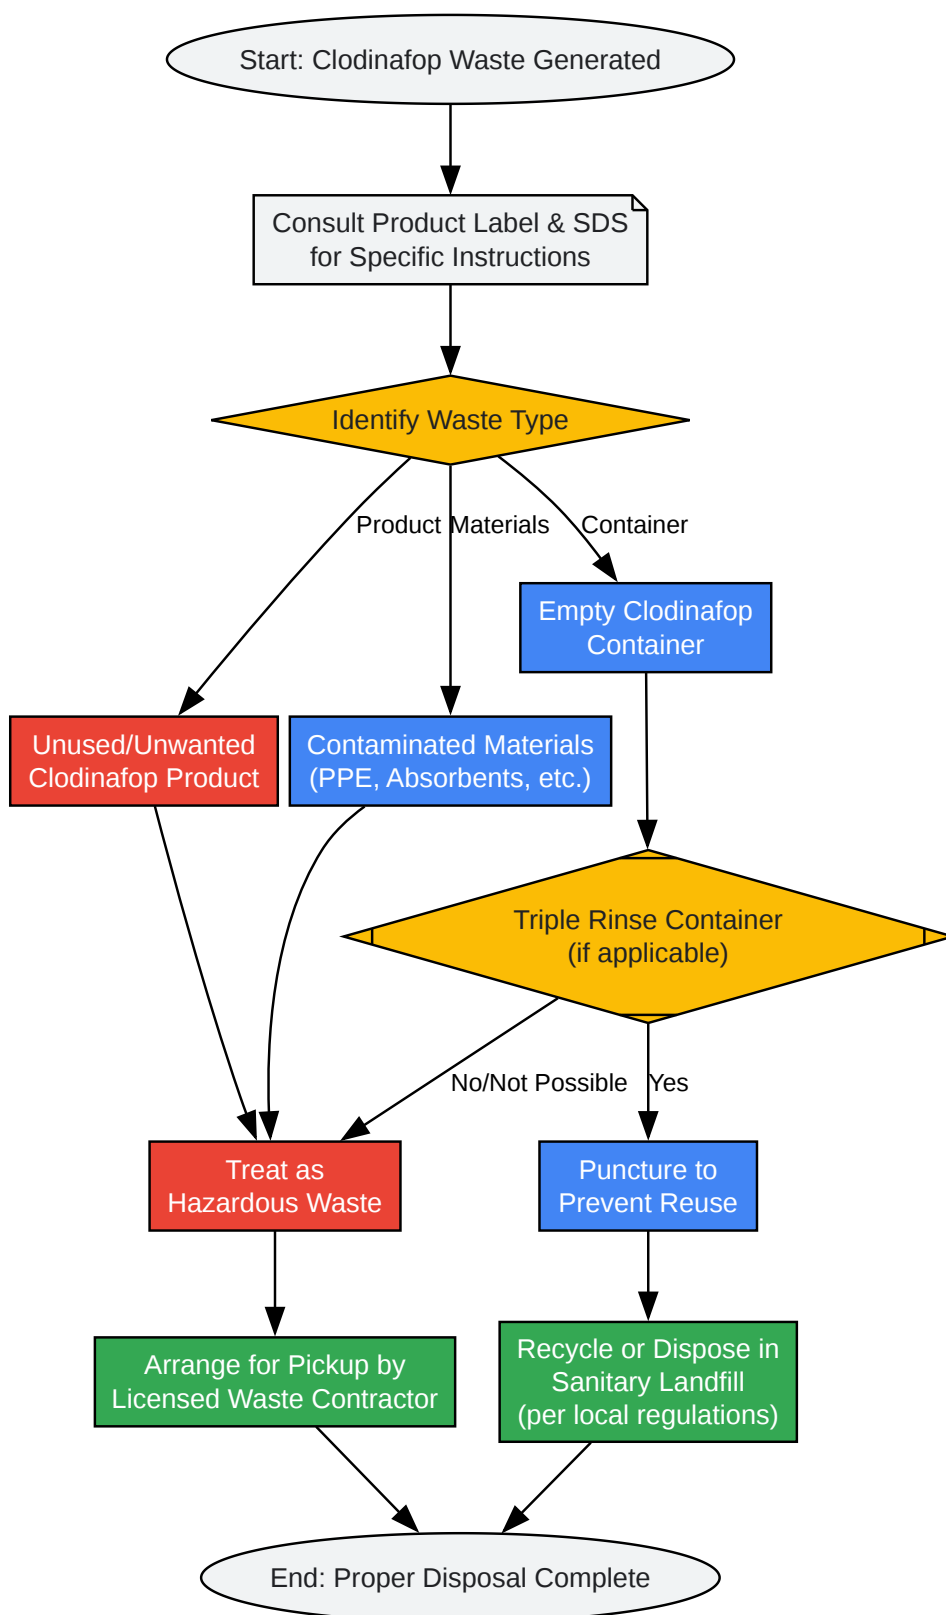 Start: Clodinafop Waste Generated
Consult Product Label & SDS
for Specific Instructions
Identify Waste Type
Product
Materials
Container
Empty Clodinafop
Container
Unused/Unwanted
Clodinafop Product
Contaminated Materials
(PPE, Absorbents, etc.)
Triple Rinse Container
(if applicable)
No/Not Possible
Yes
Treat as
Hazardous Waste
Puncture to
Prevent Reuse
Arrange for Pickup by
Licensed Waste Contractor
Recycle or Dispose in
Sanitary Landfill
(per local regulations)
End: Proper Disposal Complete